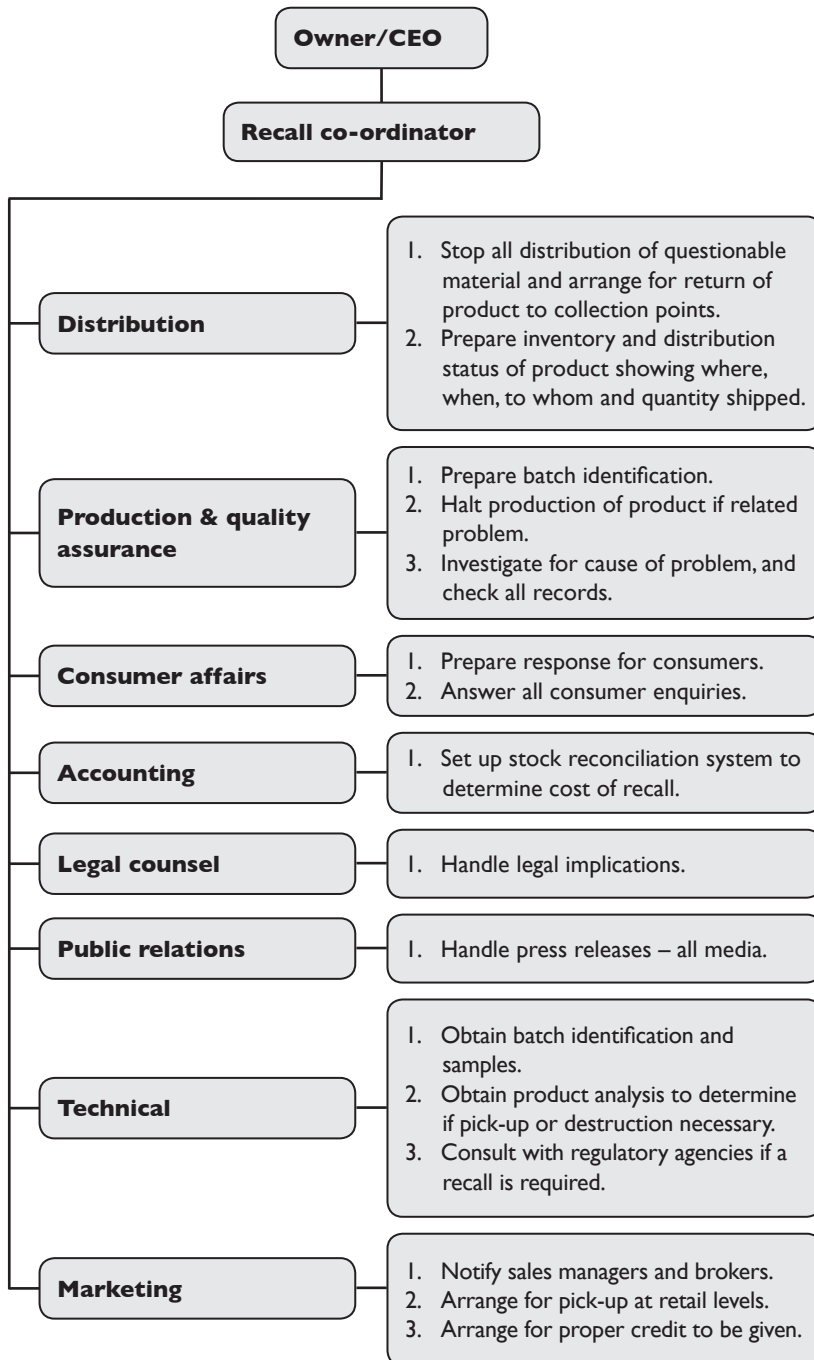 Owner/CEO
Recall co-ordinator
Distribution
1. Stop all distribution of questionable
material and arrange for return of
product to collection points.
2. Prepare inventory and distribution
status of product showing where,
when, to whom and quantity shipped.
Production & quality
assurance
1. Prepare batch identification.
2. Halt production of product if related
problem.
3. Investigate for cause of problem, and
check all records.
Consumer affairs
1. Prepare response for consumers.
2. Answer all consumer enquiries.
Accounting
1. Set up stock reconciliation system to
determine cost of recall.
Legal counsel
1. Handle legal implications.
Public relations
1. Handle press releases – all media.
Technical
1. Obtain batch identification and
samples.
2. Obtain product analysis to determine
if pick-up or destruction necessary.
3. Consult with regulatory agencies if a
recall is required.
Marketing
1. Notify sales managers and brokers.
2. Arrange for pick-up at retail levels.
3. Arrange for proper credit to be given.